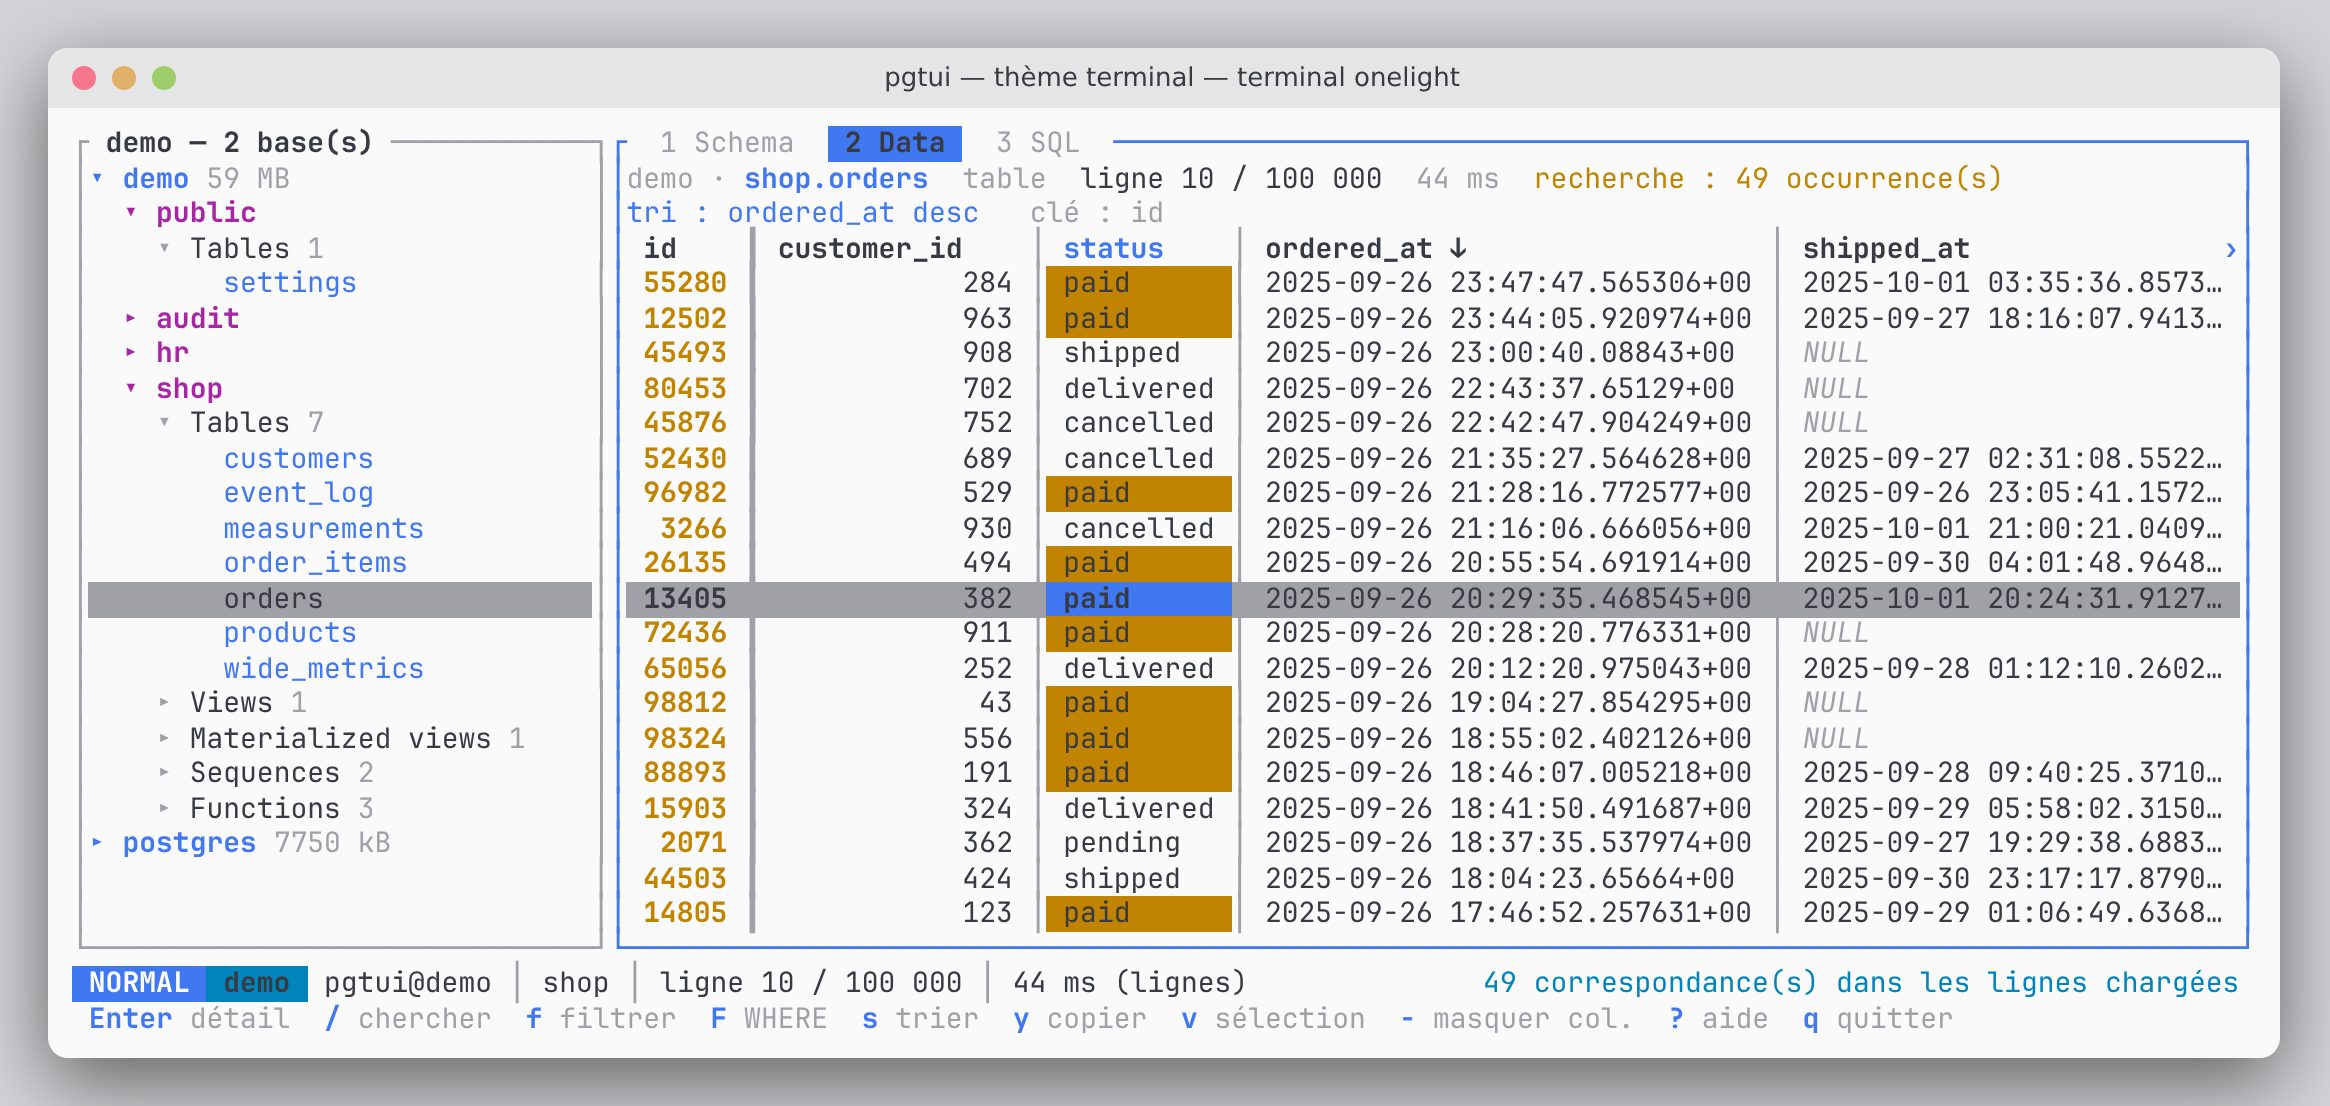 pgtui — thème terminal — terminal onelight
demo — 2 base(s)
▾ demo 59 MB
▾ public
▾ Tables 1
settings
▸ audit
▸ hr
▾ shop
▾ Tables 7
customers
event_log
measurements
order_items
orders
products
wide_metrics
▸ Views 1
▸ Materialized views 1
▸ Sequences 2
▸ Functions 3
▸ postgres 7750 kB
1 Schema 2 Data 3 SQL
demo · shop.orders table ligne 10 / 100 000 44 ms recherche : 49 occurrence(s)
tri : ordered_at desc clé : id
id customer_id status ordered_at ↓ shipped_at ›
55280 284 paid 2025-09-26 23:47:47.565306+00 2025-10-01 03:35:36.8573…
12502 963 paid 2025-09-26 23:44:05.920974+00 2025-09-27 18:16:07.9413…
45493 908 shipped 2025-09-26 23:00:40.08843+00 NULL
80453 702 delivered 2025-09-26 22:43:37.65129+00 NULL
45876 752 cancelled 2025-09-26 22:42:47.904249+00 NULL
52430 689 cancelled 2025-09-26 21:35:27.564628+00 2025-09-27 02:31:08.5522…
96982 529 paid 2025-09-26 21:28:16.772577+00 2025-09-26 23:05:41.1572…
3266 930 cancelled 2025-09-26 21:16:06.666056+00 2025-10-01 21:00:21.0409…
26135 494 paid 2025-09-26 20:55:54.691914+00 2025-09-30 04:01:48.9648…
13405 382 paid 2025-09-26 20:29:35.468545+00 2025-10-01 20:24:31.9127…
72436 911 paid 2025-09-26 20:28:20.776331+00 NULL
65056 252 delivered 2025-09-26 20:12:20.975043+00 2025-09-28 01:12:10.2602…
98812 43 paid 2025-09-26 19:04:27.854295+00 NULL
98324 556 paid 2025-09-26 18:55:02.402126+00 NULL
88893 191 paid 2025-09-26 18:46:07.005218+00 2025-09-28 09:40:25.3710…
15903 324 delivered 2025-09-26 18:41:50.491687+00 2025-09-29 05:58:02.3150…
2071 362 pending 2025-09-26 18:37:35.537974+00 2025-09-27 19:29:38.6883…
44503 424 shipped 2025-09-26 18:04:23.65664+00 2025-09-30 23:17:17.8790…
14805 123 paid 2025-09-26 17:46:52.257631+00 2025-09-29 01:06:49.6368…
NORMAL demo pgtui@demo │ shop │ ligne 10 / 100 000 │ 44 ms (lignes) 49 correspondance(s) dans les lignes chargées
Enter détail / chercher f filtrer F WHERE s trier y copier v sélection - masquer col. ? aide q quitter